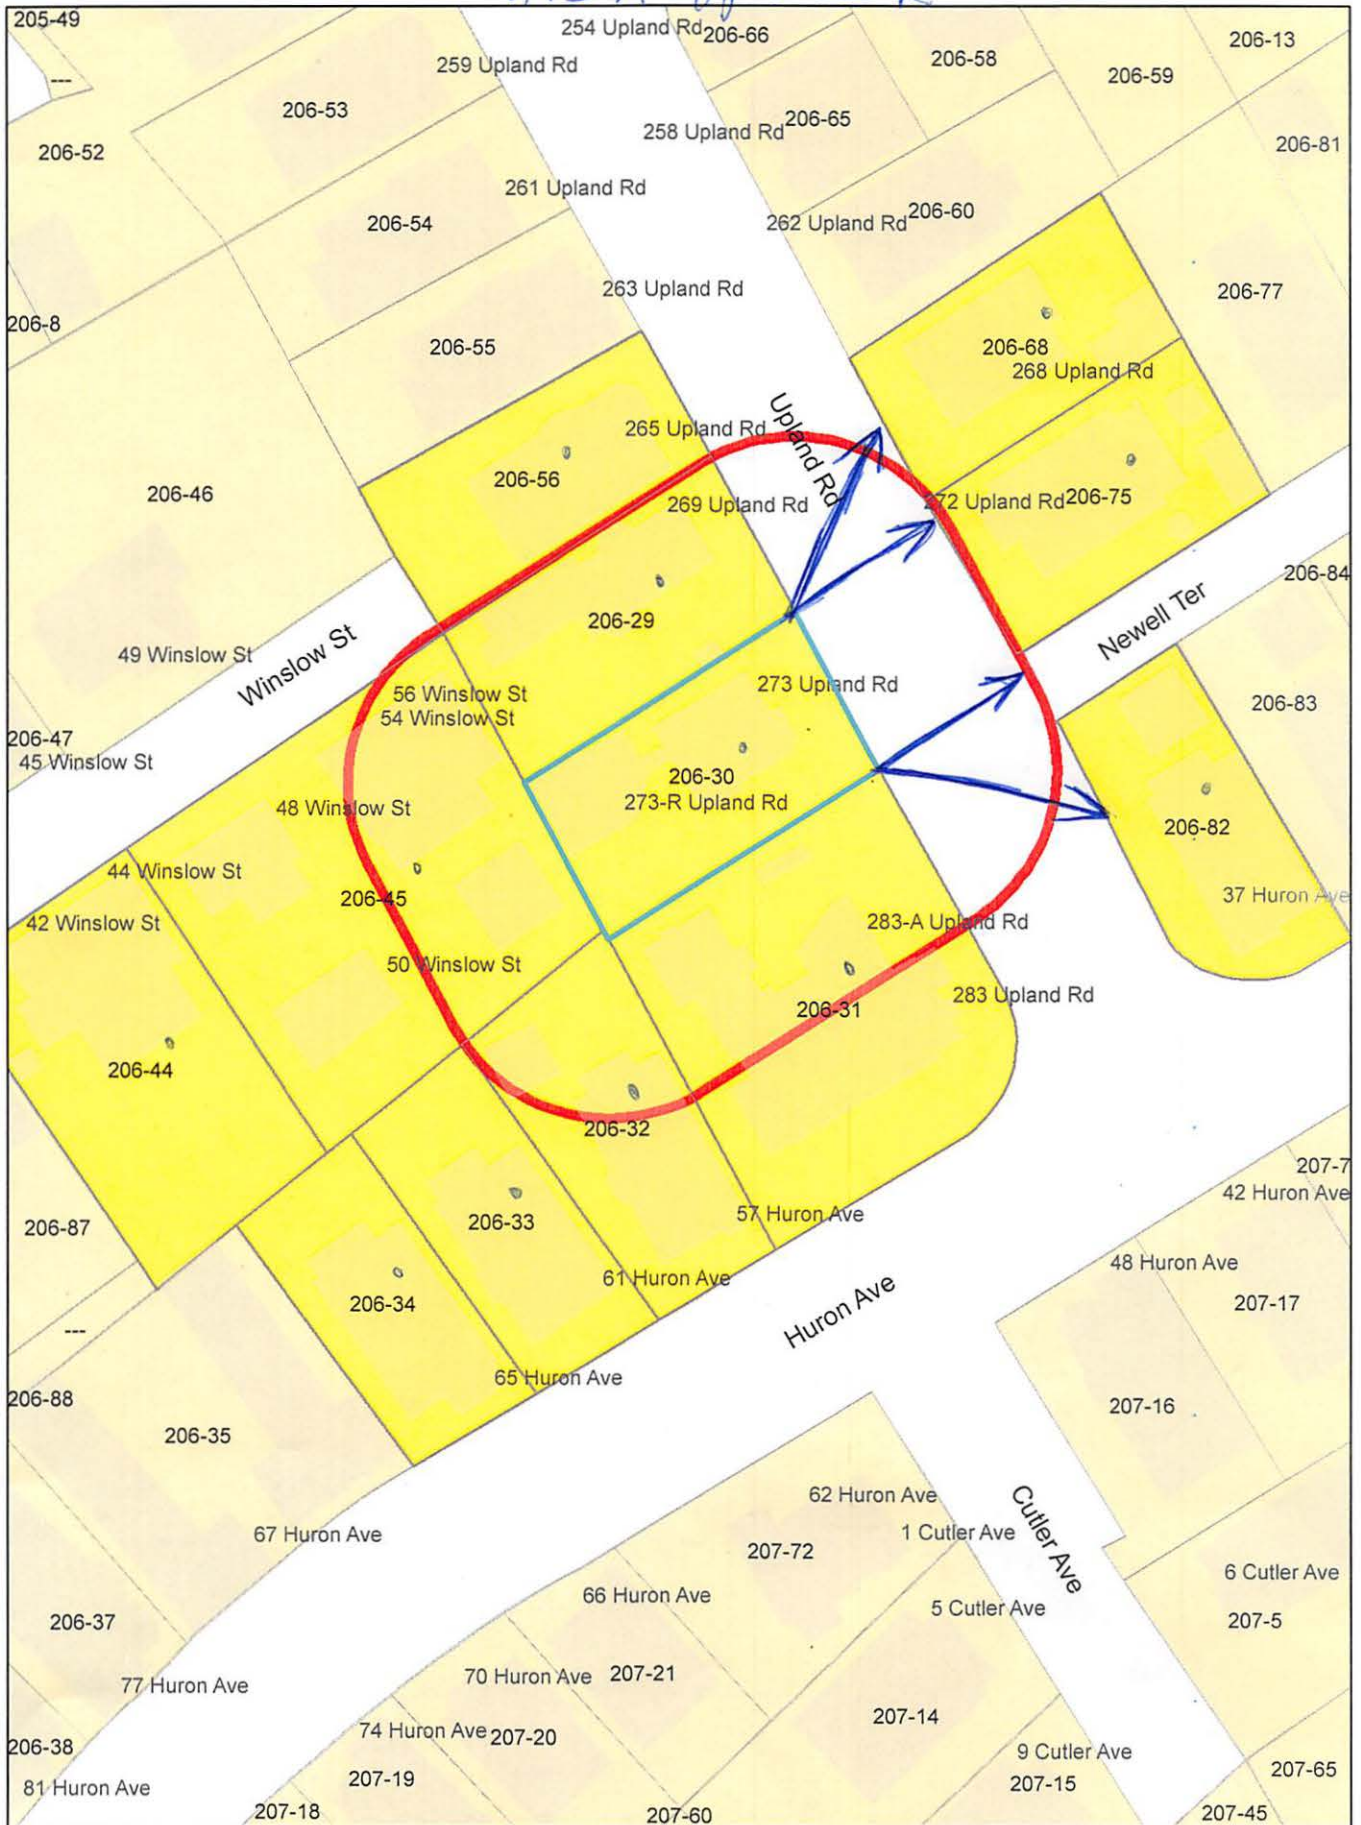 205-49
254 Upland Rd
206-66
206-58
206-13
259 Upland Rd
206-59
206-53
206-65
258 Upland Rd
206-81
206-52
261 Upland Rd
206-54
206-60
262 Upland Rd
263 Upland Rd
206-77
206-8
206-55
206-68
268 Upland Rd
265 Upland Rd
Upland Rd
206-56
206-46
269 Upland Rd
272 Upland Rd
206-75
206-84
206-29
Newell Ter
49 Winslow St
Winslow St
56 Winslow St
54 Winslow St
273 Upland Rd
206-83
206-47
45 Winslow St
206-30
273-R Upland Rd
48 Winslow St
206-82
44 Winslow St
206-45
37 Huron Ave
42 Winslow St
283-A Upland Rd
50 Winslow St
283 Upland Rd
206-31
206-44
206-32
207-7
42 Huron Ave
206-87
206-33
57 Huron Ave
48 Huron Ave
61 Huron Ave
206-34
Huron Ave
207-17
---
65 Huron Ave
206-88
207-16
206-35
62 Huron Ave
Cutler Ave
67 Huron Ave
1 Cutler Ave
207-72
6 Cutler Ave
66 Huron Ave
5 Cutler Ave
206-37
207-5
70 Huron Ave
207-21
77 Huron Ave
207-14
74 Huron Ave
207-20
206-38
9 Cutler Ave
207-19
207-15
207-65
81 Huron Ave
207-18
207-60
207-45
---